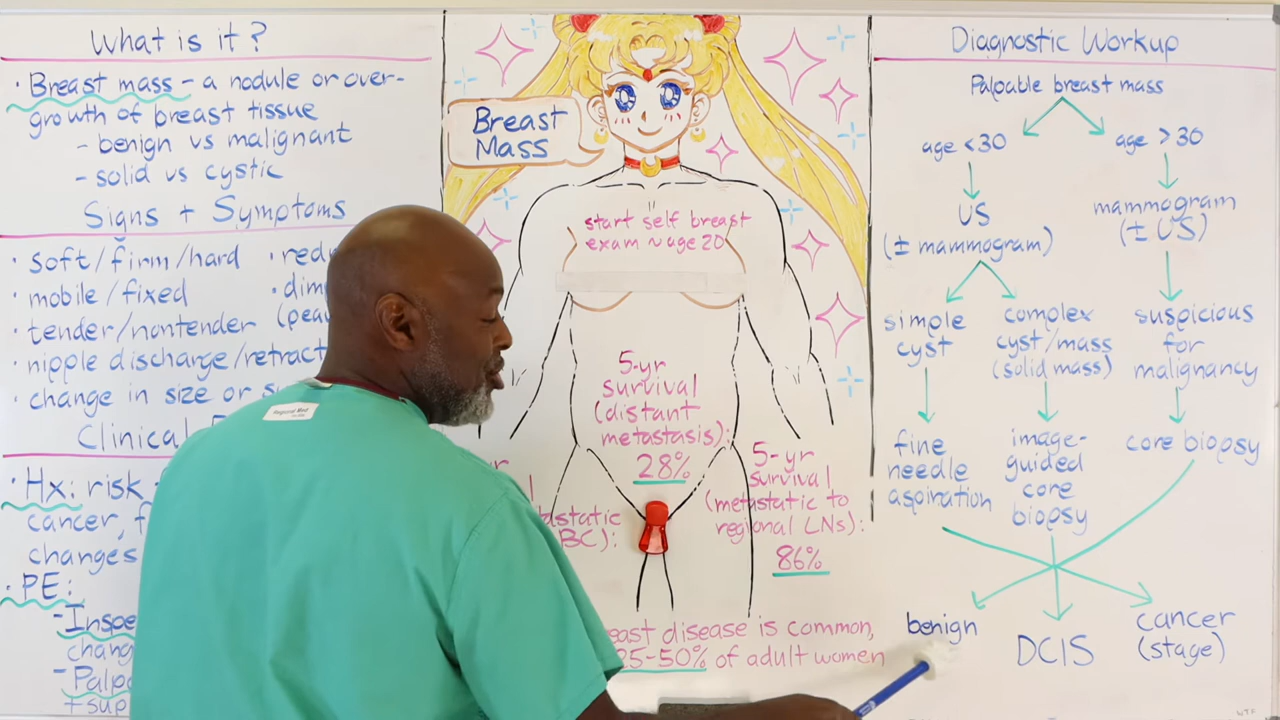 What is it?
· Breast mass - a nodule or over-
growth of breast tissue
- benign vs malignant
- solid vs cystic
Signs + Symptoms
· soft/firm/hard
· mobile/fixed
· tender/nontender
· nipple discharge/retract
· change in size or
Clinical
· Hx: risk
cancer,
changes
· PE:
- Inspe
chang
- Palp
+ sup
Regional Med
Breast
Mass
start self breast
exam ~ age 20
5-yr
survival
(distant
metastasis):
28%
5-yr
survival
(metastatic to
regional LNs):
86%
BC):
east disease is common,
25-50% of adult women
Diagnostic Workup
Palpable breast mass
age <30
age >30
US
(± mammogram)
mammogram
(± US)
simple
cyst
complex
cyst/mass
(solid mass)
suspicious
for
malignancy
fine
needle
aspiration
image-
guided
core
biopsy
core biopsy
benign
DCIS
cancer
(stage)
WTF